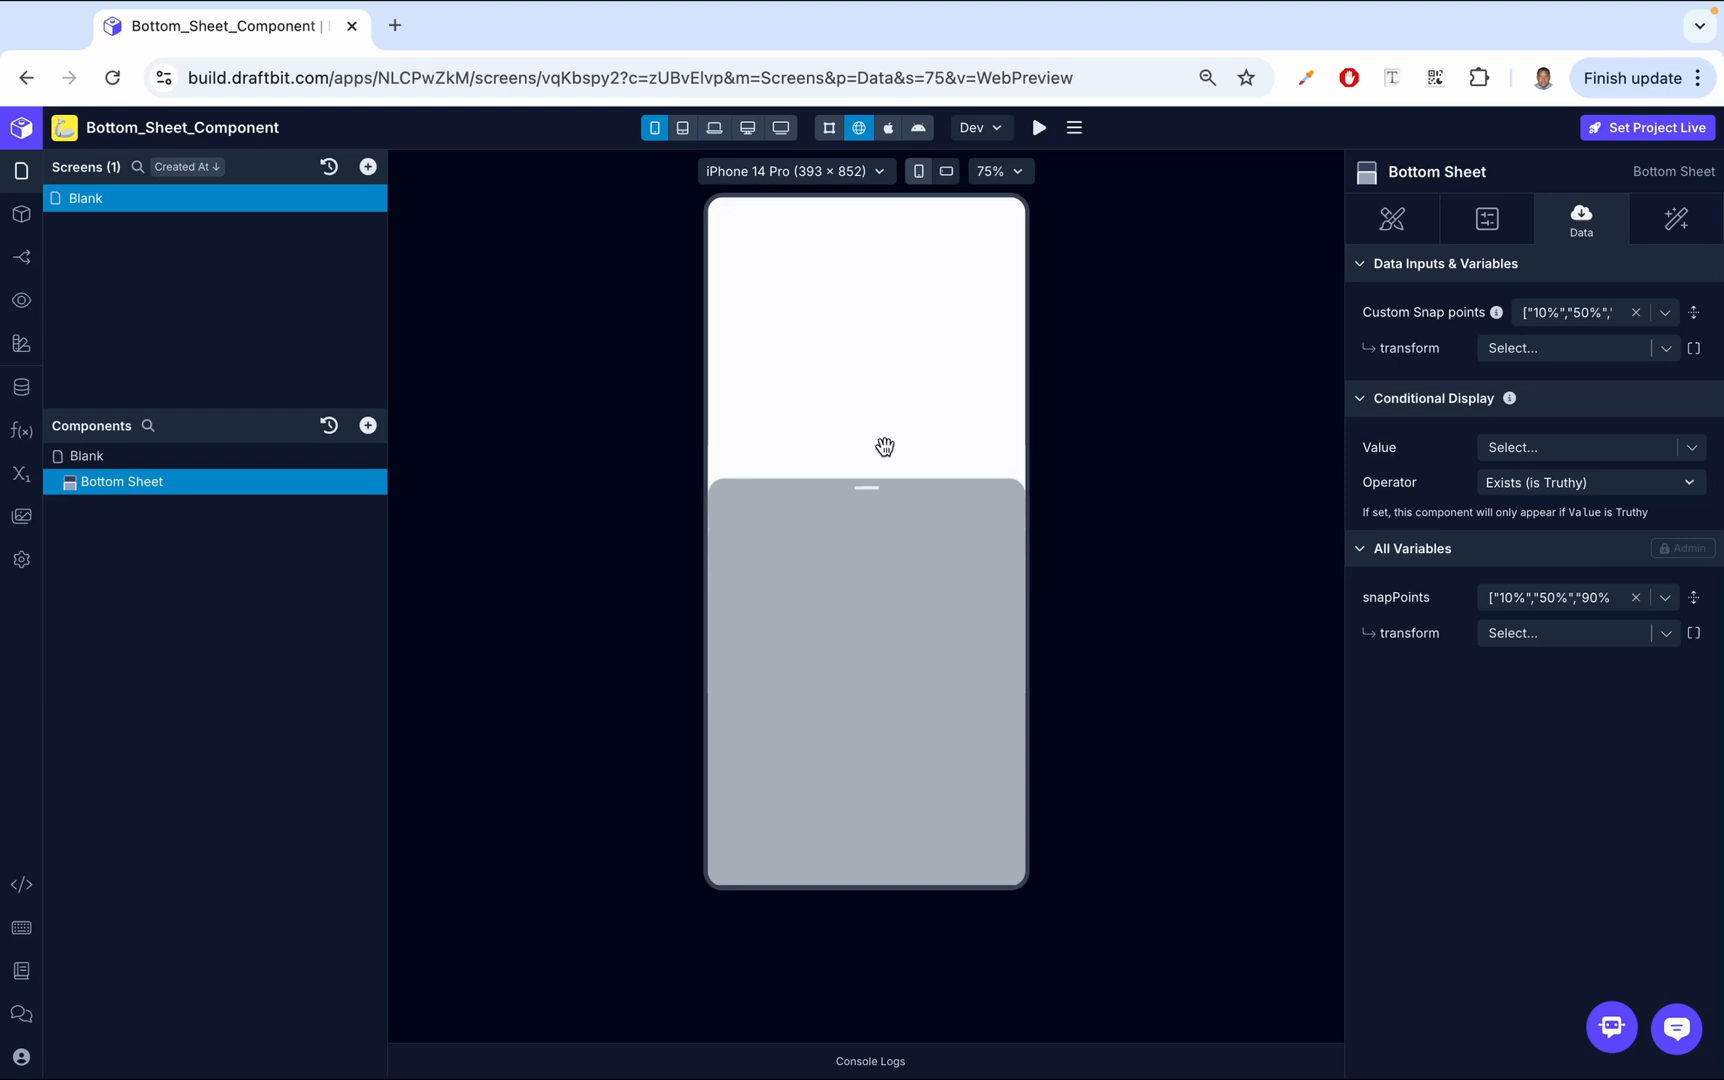 Bottom_Sheet_Component |
build.draftbit.com/apps/NLCPwZkM/screens/vqKbspy2?c=zUBvElvp&m=Screens&p=Data&s=75&v=WebPreview
Finish update
Bottom_Sheet_Component
Dev
Set Project Live
Screens (1)
Created At ↓
Blank
iPhone 14 Pro (393 × 852)
75%
Bottom Sheet
Bottom Sheet
Data
Data Inputs & Variables
Custom Snap points
["10%","50%",'
transform
Select...
Conditional Display
Components
Blank
Bottom Sheet
Value
Select...
Operator
Exists (is Truthy)
If set, this component will only appear if Value is Truthy
All Variables
Admin
snapPoints
["10%","50%","90%
transform
Select...
f(x)
X1
</>
Console Logs